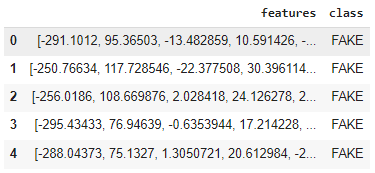 features class
0 [-291.1012, 95.36503, -13.482859, 10.591426, -... FAKE
1 [-250.76634, 117.728546, -22.377508, 30.396114... FAKE
2 [-256.0186, 108.669876, 2.028418, 24.126278, 2... FAKE
3 [-295.43433, 76.94639, -0.6353944, 17.214228, ... FAKE
4 [-288.04373, 75.1327, 1.3050721, 20.612984, -2... FAKE